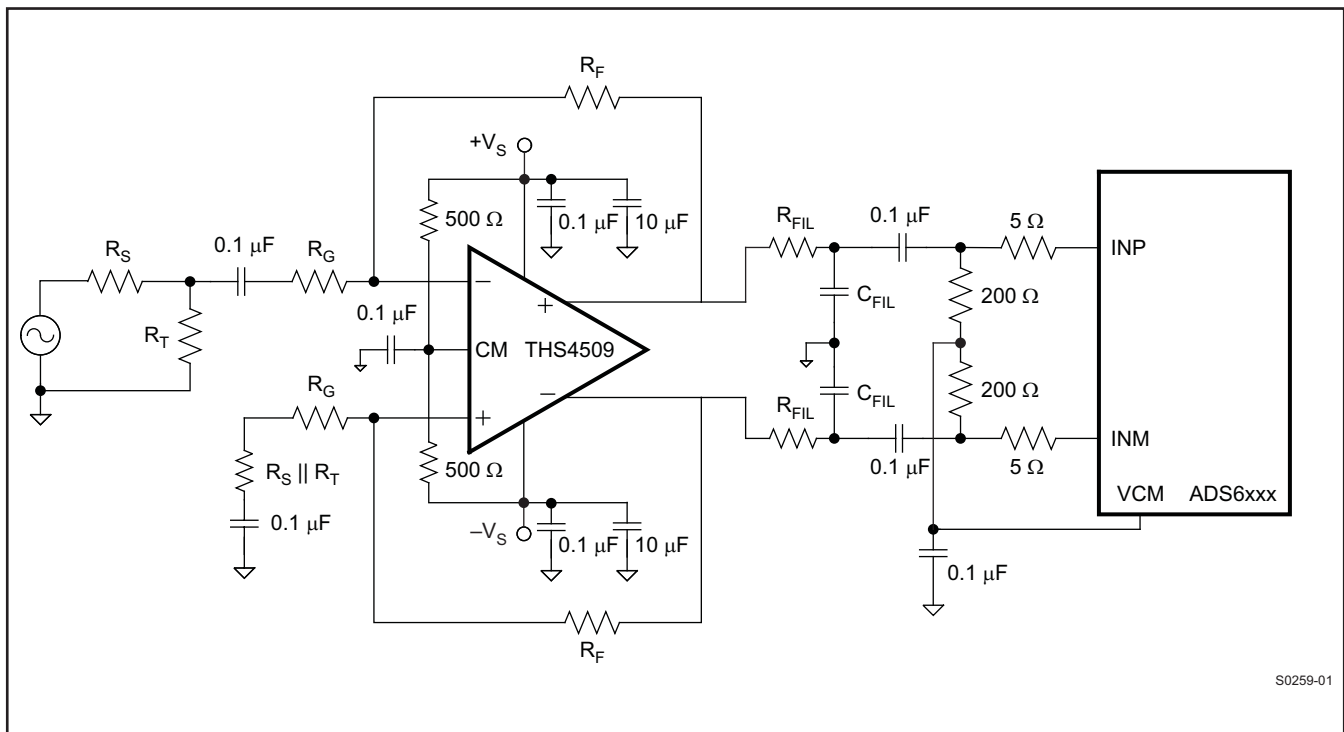 R_F
+V_S
500 Ω
0.1 μF
10 μF
R_S
0.1 μF
R_G
R_FIL
0.1 μF
5 Ω
INP
−
+
C_FIL
200 Ω
R_T
0.1 μF
CM THS4509
R_G
+
−
C_FIL
200 Ω
R_FIL
0.1 μF
5 Ω
INM
R_S || R_T
500 Ω
VCM ADS6xxx
0.1 μF
−V_S
0.1 μF
10 μF
0.1 μF
R_F
S0259-01